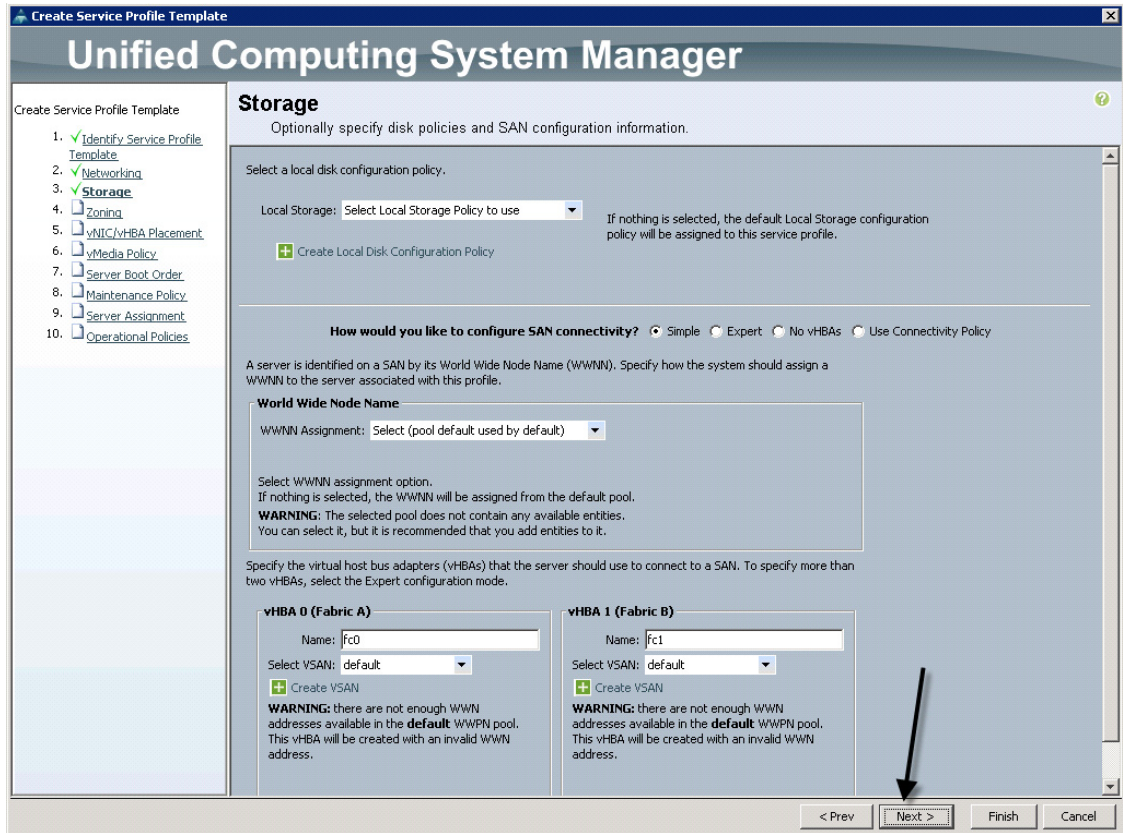 Create Service Profile Template
Unified Computing System Manager
Create Service Profile Template
1. Identify Service Profile
Template
2. Networking
3. Storage
4. Zoning
5. vNIC/vHBA Placement
6. vMedia Policy
7. Server Boot Order
8. Maintenance Policy
9. Server Assignment
10. Operational Policies
Storage
Optionally specify disk policies and SAN configuration information.
Select a local disk configuration policy.
Local Storage: Select Local Storage Policy to use
If nothing is selected, the default Local Storage configuration
policy will be assigned to this service profile.
Create Local Disk Configuration Policy
How would you like to configure SAN connectivity? Simple Expert No vHBAs Use Connectivity Policy
A server is identified on a SAN by its World Wide Node Name (WWNN). Specify how the system should assign a
WWNN to the server associated with this profile.
World Wide Node Name
WWNN Assignment: Select (pool default used by default)
Select WWNN assignment option.
If nothing is selected, the WWNN will be assigned from the default pool.
WARNING: The selected pool does not contain any available entities.
You can select it, but it is recommended that you add entities to it.
Specify the virtual host bus adapters (vHBAs) that the server should use to connect to a SAN. To specify more than
two vHBAs, select the Expert configuration mode.
vHBA 0 (Fabric A)
Name: fc0
Select VSAN: default
Create VSAN
WARNING: there are not enough WWN
addresses available in the default WWPN pool.
This vHBA will be created with an invalid WWN
address.
vHBA 1 (Fabric B)
Name: fc1
Select VSAN: default
Create VSAN
WARNING: there are not enough WWN
addresses available in the default WWPN pool.
This vHBA will be created with an invalid WWN
address.
< Prev Next > Finish Cancel